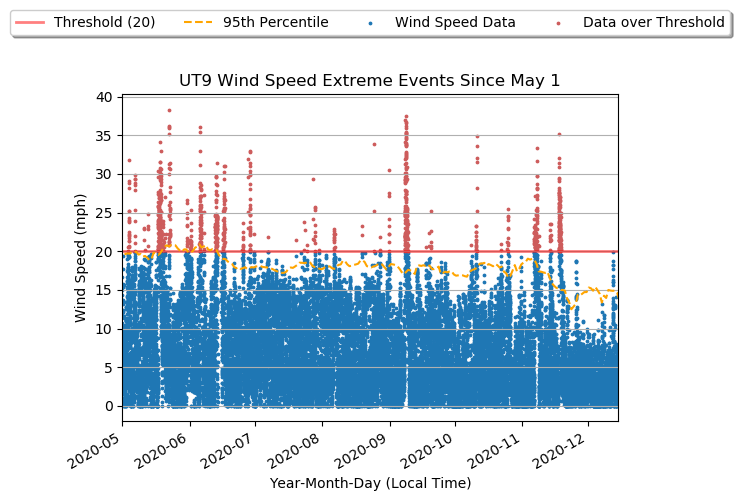 Threshold (20) 95th Percentile Wind Speed Data Data over Threshold
UT9 Wind Speed Extreme Events Since May 1
Wind Speed (mph)
40
35
30
25
20
15
10
5
0
2020-05 2020-06 2020-07 2020-08 2020-09 2020-10 2020-11 2020-12
Year-Month-Day (Local Time)